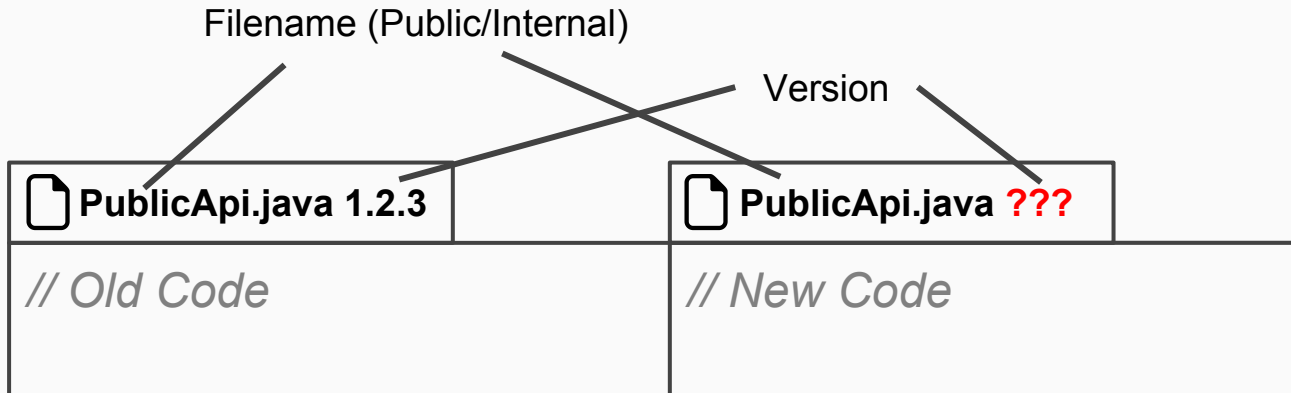 Filename (Public/Internal)
Version
PublicApi.java 1.2.3
PublicApi.java ???
// Old Code
// New Code